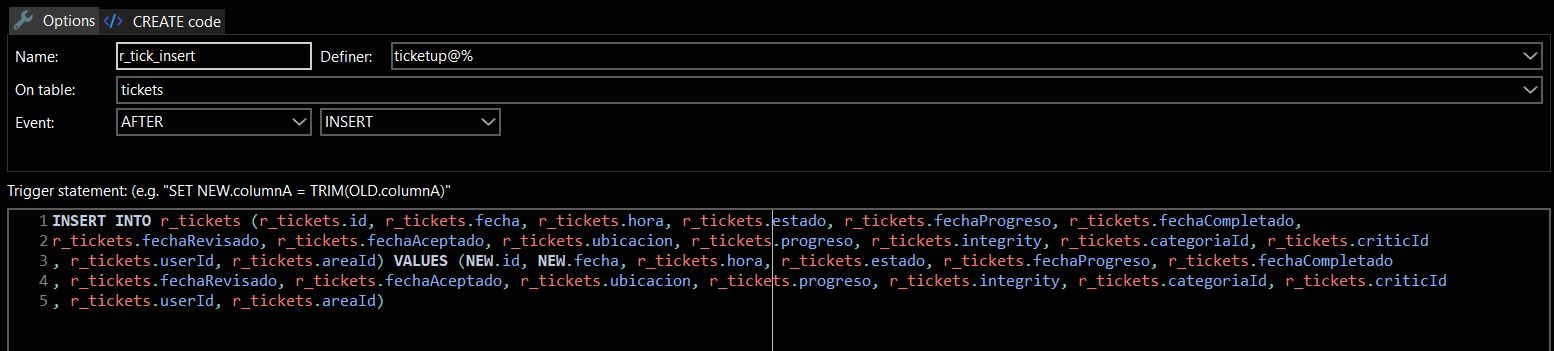 Options CREATE code
Name: r_tick_insert Definer: ticketup@%
On table: tickets
Event: AFTER INSERT
Trigger statement: (e.g. "SET NEW.columnA = TRIM(OLD.columnA)"
1 INSERT INTO r_tickets (r_tickets.id, r_tickets.fecha, r_tickets.hora, r_tickets.estado, r_tickets.fechaProgreso, r_tickets.fechaCompletado,
2 r_tickets.fechaRevisado, r_tickets.fechaAceptado, r_tickets.ubicacion, r_tickets.progreso, r_tickets.integrity, r_tickets.categoriaId, r_tickets.criticId
3 , r_tickets.userId, r_tickets.areaId) VALUES (NEW.id, NEW.fecha, r_tickets.hora, r_tickets.estado, r_tickets.fechaProgreso, r_tickets.fechaCompletado
4 , r_tickets.fechaRevisado, r_tickets.fechaAceptado, r_tickets.ubicacion, r_tickets.progreso, r_tickets.integrity, r_tickets.categoriaId, r_tickets.criticId
5 , r_tickets.userId, r_tickets.areaId)